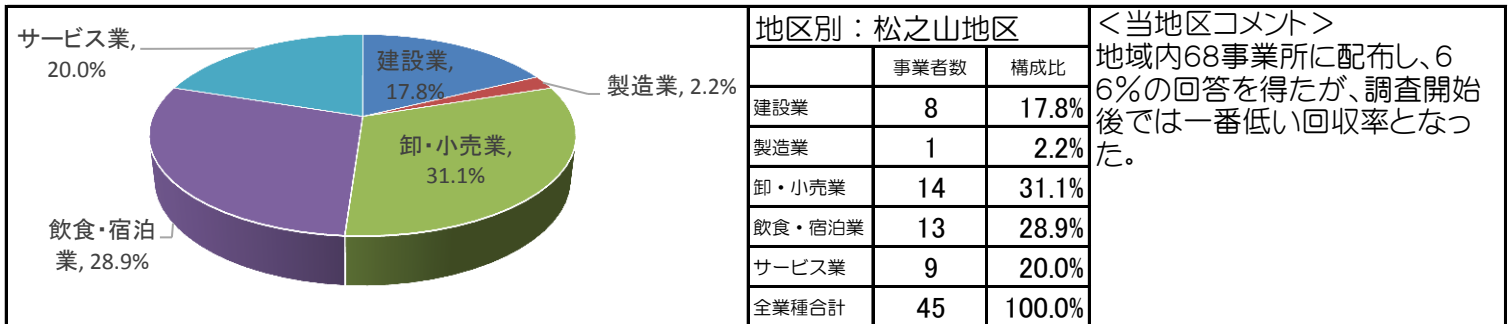 サービス業,
20.0%
建設業,
17.8%
製造業, 2.2%
卸・小売業,
31.1%
飲食・宿泊
業, 28.9%
地区別：松之山地区
事業者数 構成比
建設業 8 17.8%
製造業 1 2.2%
卸・小売業 14 31.1%
飲食・宿泊業 13 28.9%
サービス業 9 20.0%
全業種合計 45 100.0%
＜当地区コメント＞
地域内68事業所に配布し、6
6％の回答を得たが、調査開始
後では一番低い回収率となっ
た。